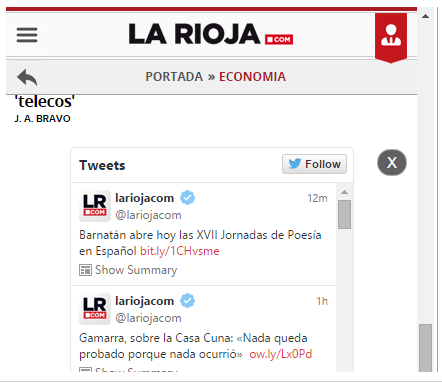 LA RIOJA .COM
PORTADA » ECONOMIA
'telecos'
J. A. BRAVO
Tweets
Follow
X
LR .COM
lariojacom
12m
@lariojacom
Barnatán abre hoy las XVII Jornadas de Poesía
en Español bit.ly/1CHvsme
Show Summary
LR .COM
lariojacom
1h
@lariojacom
Gamarra, sobre la Casa Cuna: «Nada queda
probado porque nada ocurrió» ow.ly/Lx0Pd
Show Summary